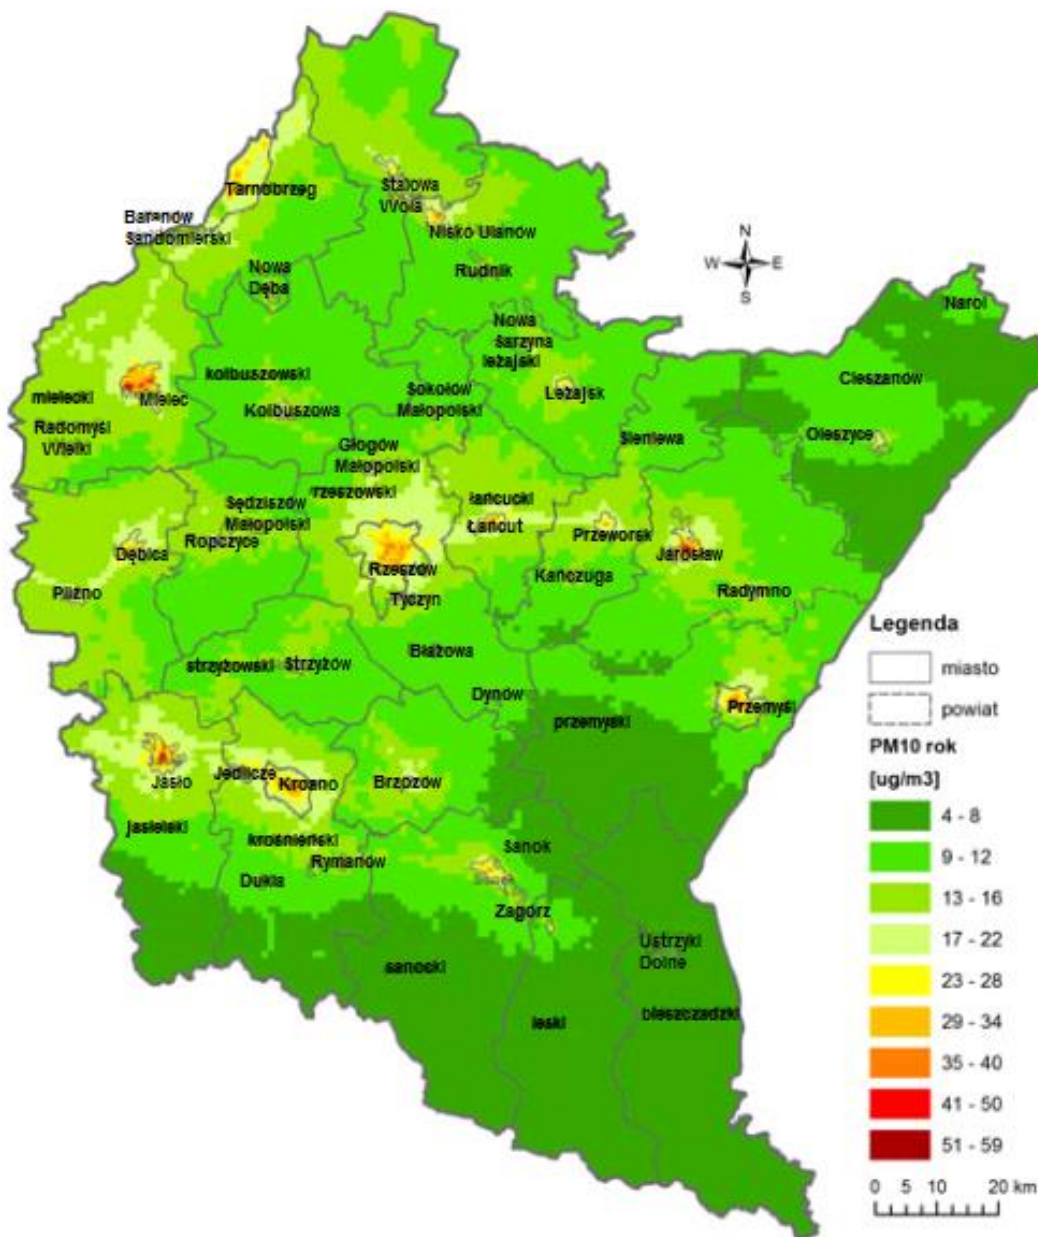 Tarnobrzeg
Stalowa
Wola
Baranów
Sandomierski
Nisko Ulanów
N
W E
S
Nowa
Dęba
Rudnik
Narol
Nowa
Sarzyna
leżajski
kolbuszowski
Cieszanów
mielecki
Mielec
Sokołów
Małopolski
Leżajsk
Kolbuszowa
Radomyśl
Wielki
Sieniawa
Oleszyce
Głogów
Małopolski
rzeszowski
łańcucki
Sędziszów
Małopolski
Łańcut
Ropczyce
Przeworsk
Dębica
Jarosław
Rzeszów
Kańczuga
Pilzno
Tyczyn
Radymno
Błażowa
strzyżowski
Strzyżów
Dynów
przemyski
Przemyśl
Jedlicze
Jasło
Krosno
Brzozów
jasielski
krośnieński
Rymanów
Sanok
Dukla
Zagórz
Ustrzyki
Dolne
sanocki
leski
bieszczadzki
Legenda
miasto
powiat
PM10 rok
[ug/m3]
4 - 8
9 - 12
13 - 16
17 - 22
23 - 28
29 - 34
35 - 40
41 - 50
51 - 59
0 5 10 20 km